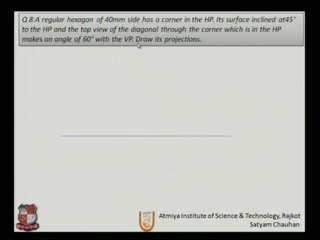 Q 8:A regular hexagon of 40mm side has a corner in the HP. Its surface inclined at45°
to the HP and the top view of the diagonal through the corner which is in the HP
makes an angle of 60° with the VP. Draw its projections.
Atmiya Institute of Science & Technology, Rajkot
Satyam Chauhan